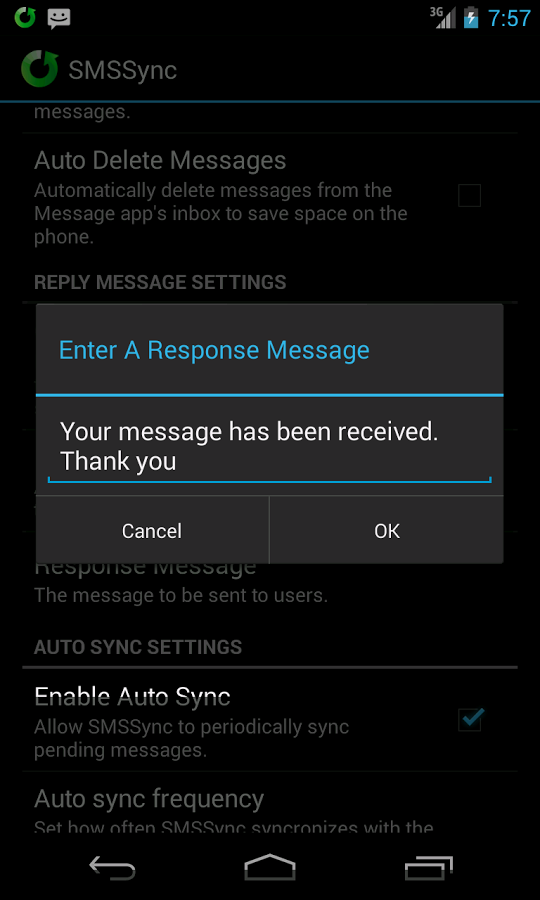 3G 7:57
SMSSync
messages.
Auto Delete Messages
Automatically delete messages from the
Message app's inbox to save space on the
phone.
REPLY MESSAGE SETTINGS
Enter A Response Message
Your message has been received.
Thank you
Cancel OK
Response Message
The message to be sent to users.
AUTO SYNC SETTINGS
Enable Auto Sync
Allow SMSSync to periodically sync
pending messages.
Auto sync frequency
Set how often SMSSync syncronizes with the